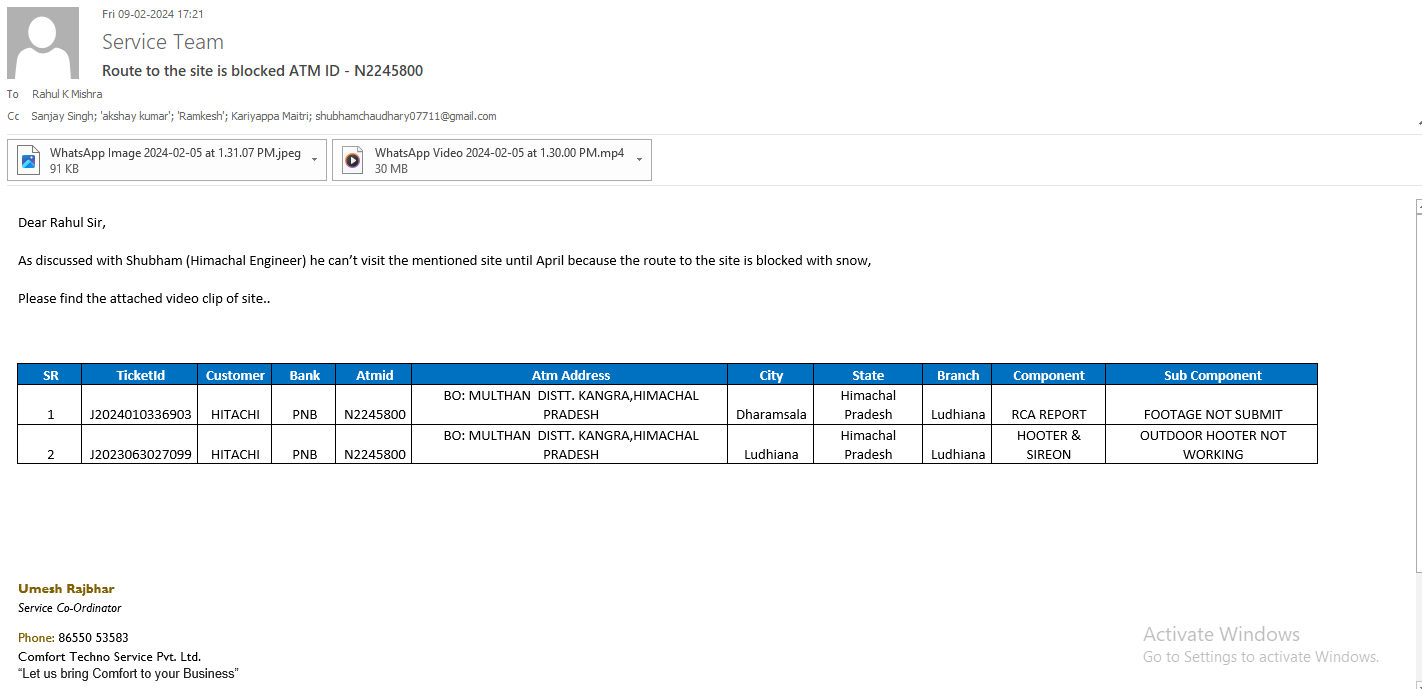 Fri 09-02-2024 17:21
Service Team
Route to the site is blocked ATM ID - N2245800
To Rahul K Mishra
Cc Sanjay Singh; 'akshay kumar'; 'Ramkesh'; Kariyappa Maitri; shubhamchaudhary07711@gmail.com
WhatsApp Image 2024-02-05 at 1.31.07 PM.jpeg
91 KB
WhatsApp Video 2024-02-05 at 1.30.00 PM.mp4
30 MB
Dear Rahul Sir,
As discussed with Shubham (Himachal Engineer) he can't visit the mentioned site until April because the route to the site is blocked with snow,
Please find the attached video clip of site..
SR TicketId Customer Bank Atmid Atm Address City State Branch Component Sub Component
BO: MULTHAN DISTT. KANGRA,HIMACHAL Himachal
1 J2024010336903 HITACHI PNB N2245800 PRADESH Dharamsala Pradesh Ludhiana RCA REPORT FOOTAGE NOT SUBMIT
BO: MULTHAN DISTT. KANGRA,HIMACHAL Himachal HOOTER & OUTDOOR HOOTER NOT
2 J2023063027099 HITACHI PNB N2245800 PRADESH Ludhiana Pradesh Ludhiana SIREON WORKING
Umesh Rajbhar
Service Co-Ordinator
Phone: 86550 53583
Comfort Techno Service Pvt. Ltd.
“Let us bring Comfort to your Business”
Activate Windows
Go to Settings to activate Windows.